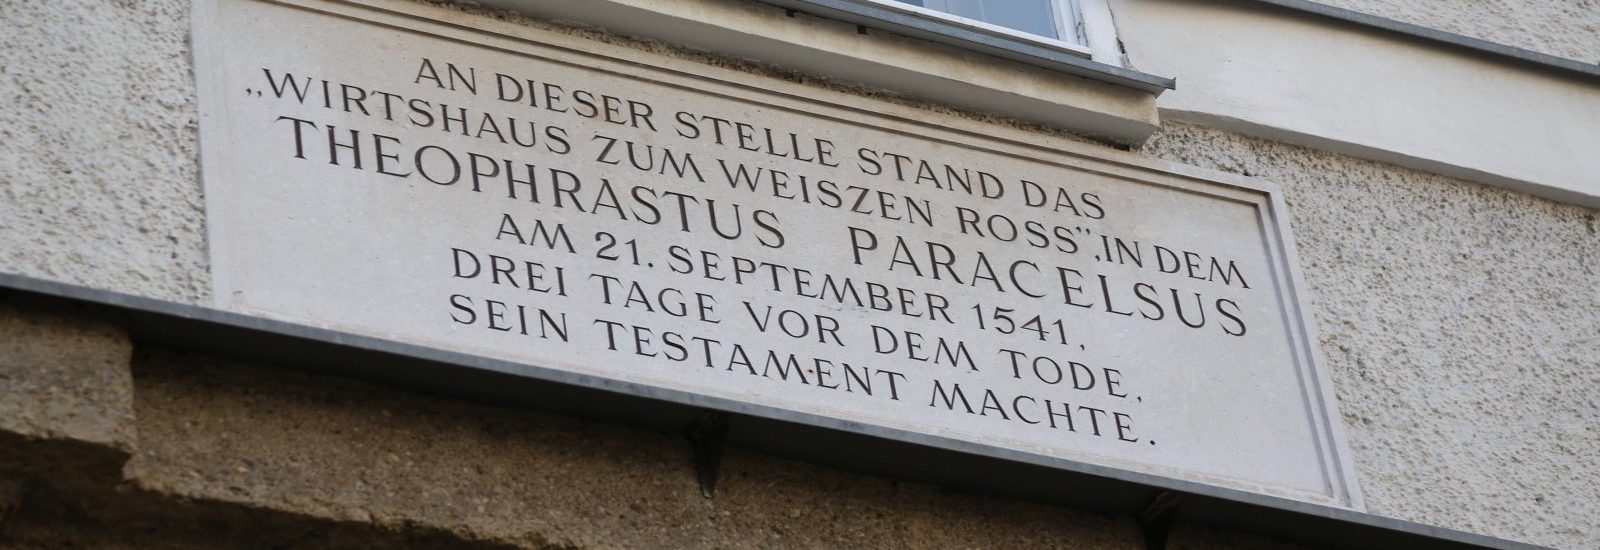 AN DIESER STELLE STAND DAS
„WIRTSHAUS ZUM WEISZEN ROSS”, IN DEM
THEOPHRASTUS PARACELSUS
AM 21. SEPTEMBER 1541,
DREI TAGE VOR DEM TODE,
SEIN TESTAMENT MACHTE.